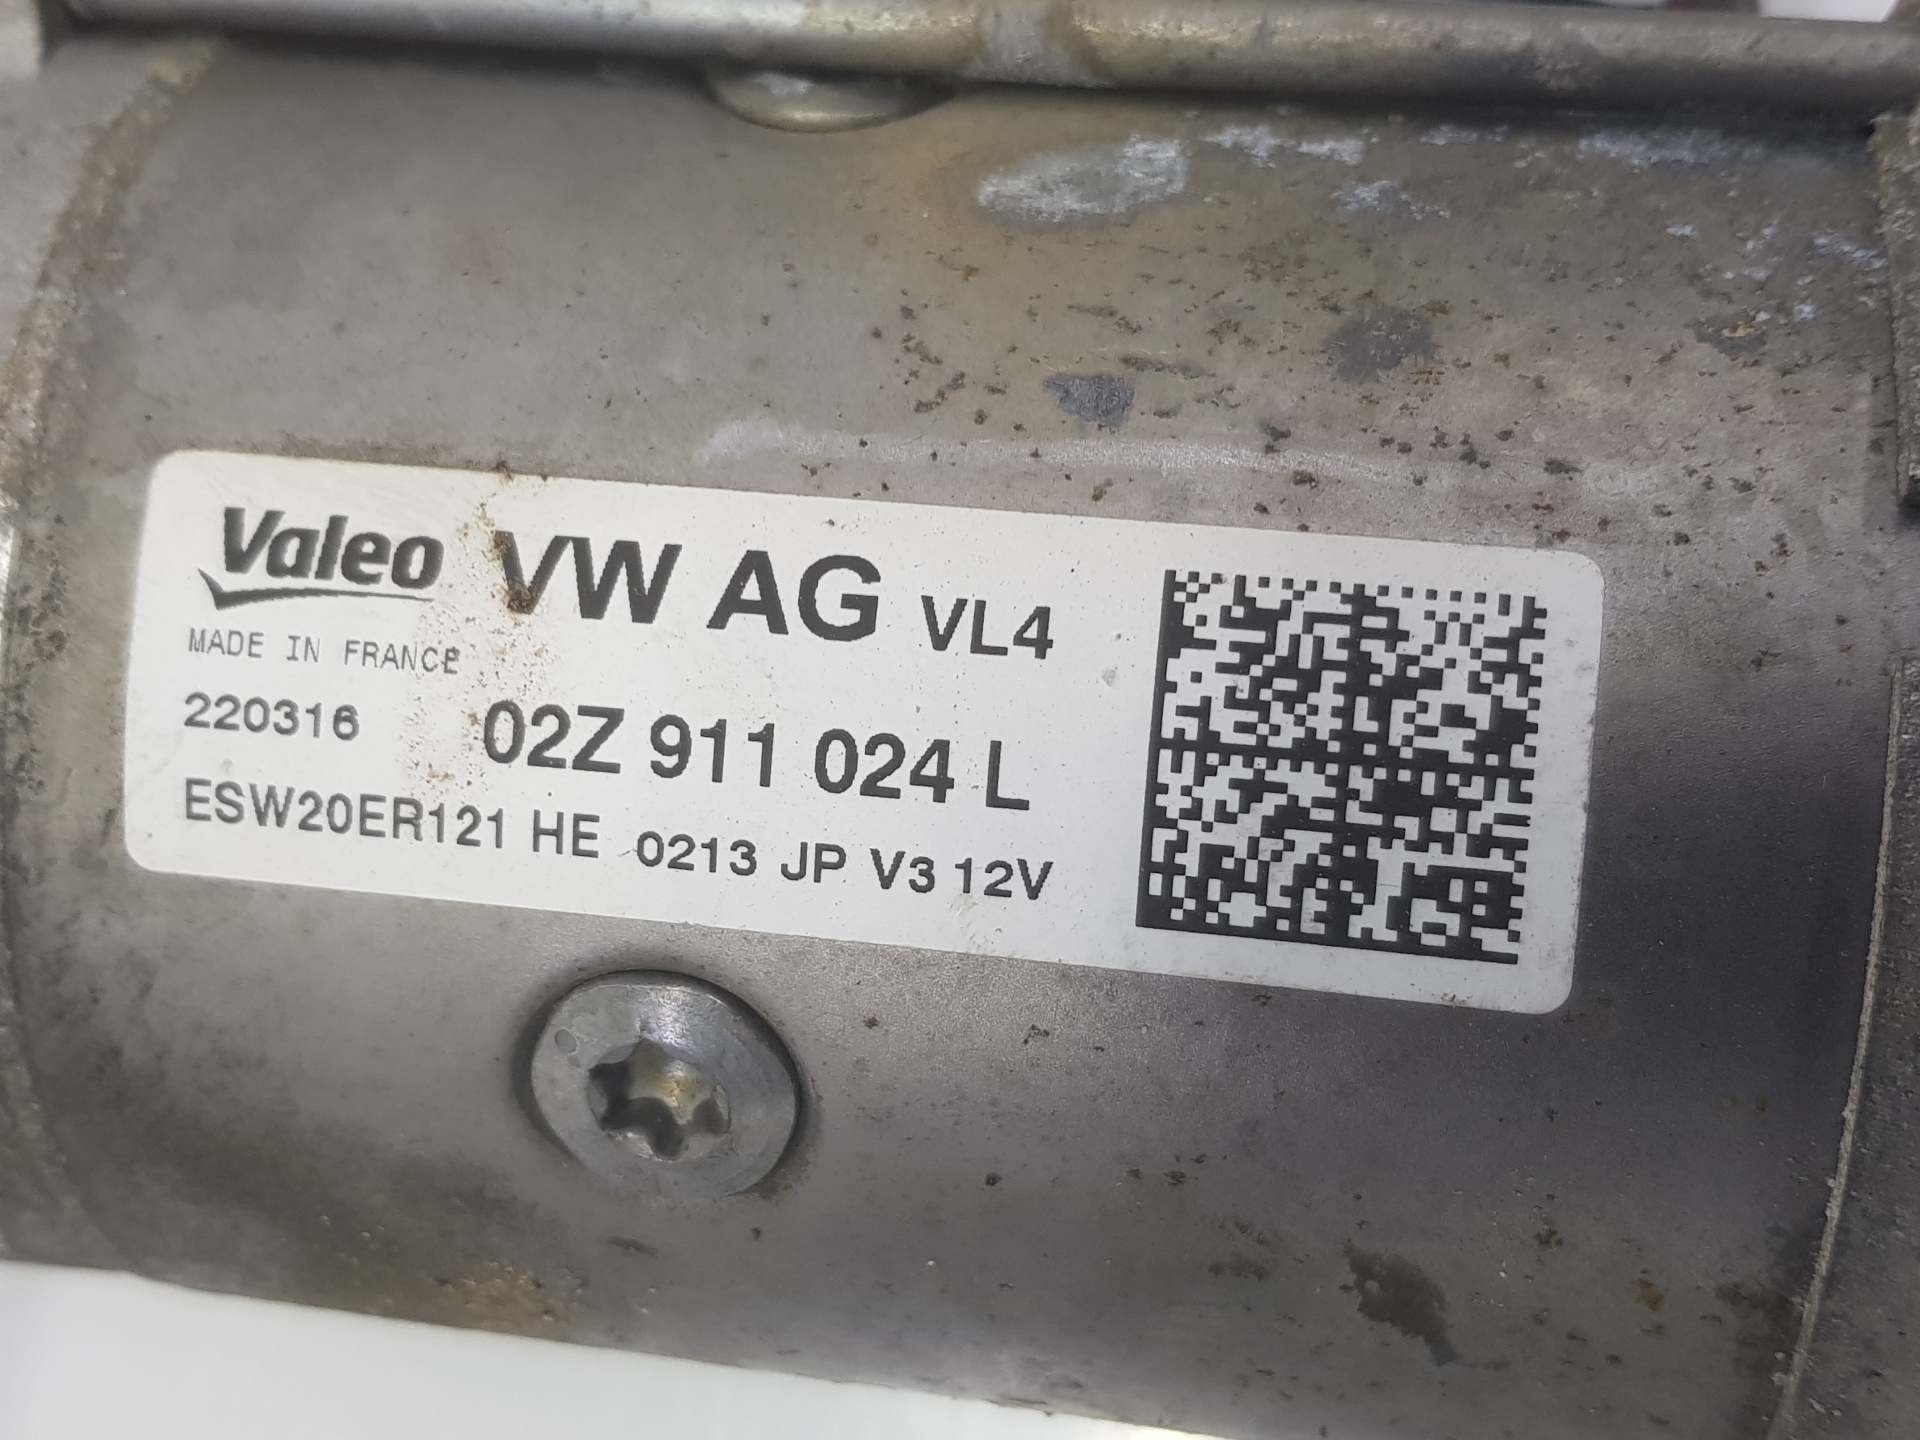 Valeo VW AG VL4
MADE IN FRANCE
220316 02Z 911 024 L
ESW20ER121 HE 0213 JP V3 12V